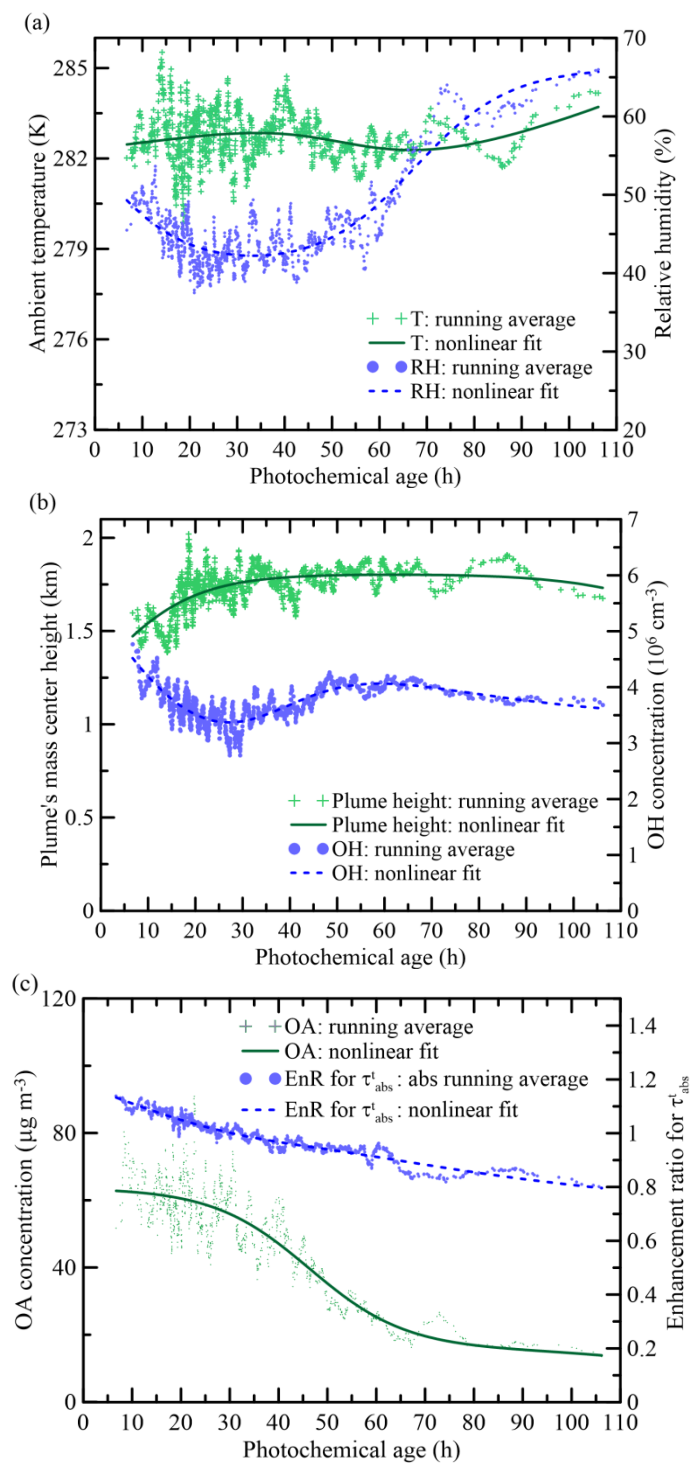 (a)
285
282
279
276
273
Ambient temperature (K)
70
60
50
40
30
20
Relative humidity (%)
T: running average
T: nonlinear fit
RH: running average
RH: nonlinear fit
0 10 20 30 40 50 60 70 80 90 100 110
Photochemical age (h)
(b)
2
1.5
1
0.5
0
Plume's mass center height (km)
7
6
5
4
3
2
1
0
OH concentration (10⁶ cm⁻³)
Plume height: running average
Plume height: nonlinear fit
OH: running average
OH: nonlinear fit
0 10 20 30 40 50 60 70 80 90 100 110
Photochemical age (h)
(c)
120
80
40
0
OA concentration (μg m⁻³)
1.4
1.2
1
0.8
0.6
0.4
0.2
0
Enhancement ratio for τᵗabs
OA: running average
OA: nonlinear fit
EnR for τᵗabs : abs running average
EnR for τᵗabs : nonlinear fit
0 10 20 30 40 50 60 70 80 90 100 110
Photochemical age (h)